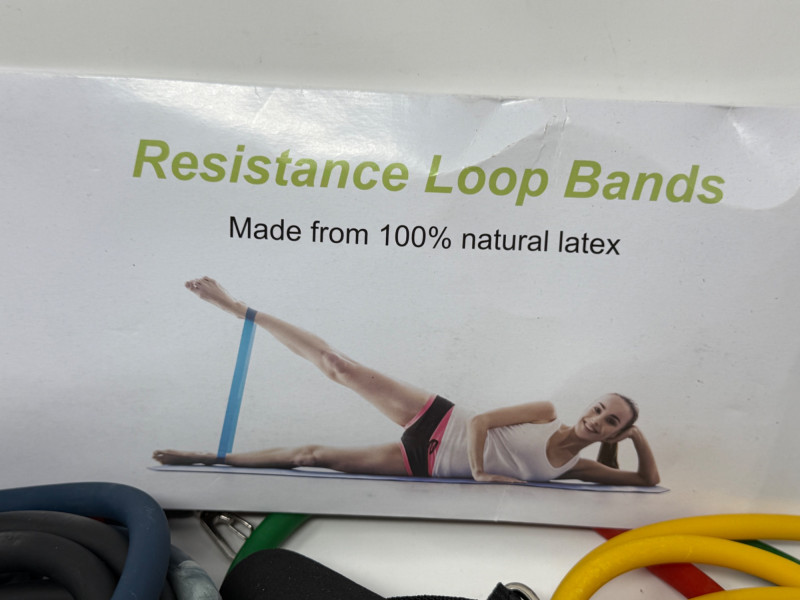 Resistance Loop Bands
Made from 100% natural latex